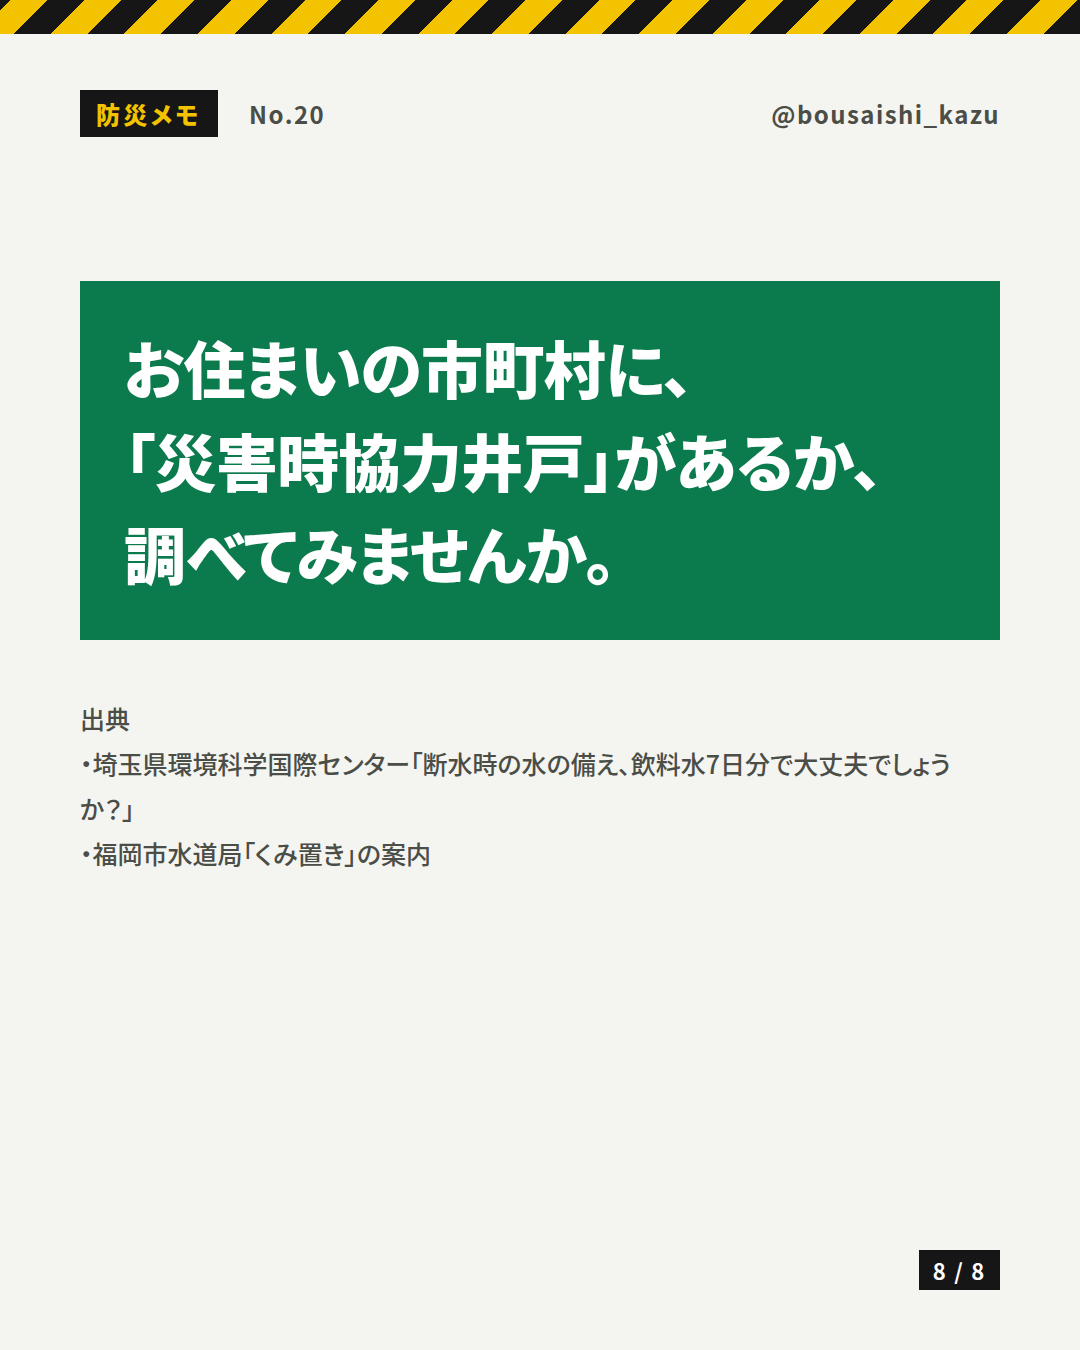 防災メモ No.20 @bousaishi_kazu
お住まいの市町村に、
「災害時協力井戸」があるか、
調べてみませんか。
出典
・埼玉県環境科学国際センター「断水時の水の備え、飲料水7日分で大丈夫でしょう
か？」
・福岡市水道局「くみ置き」の案内
8 / 8